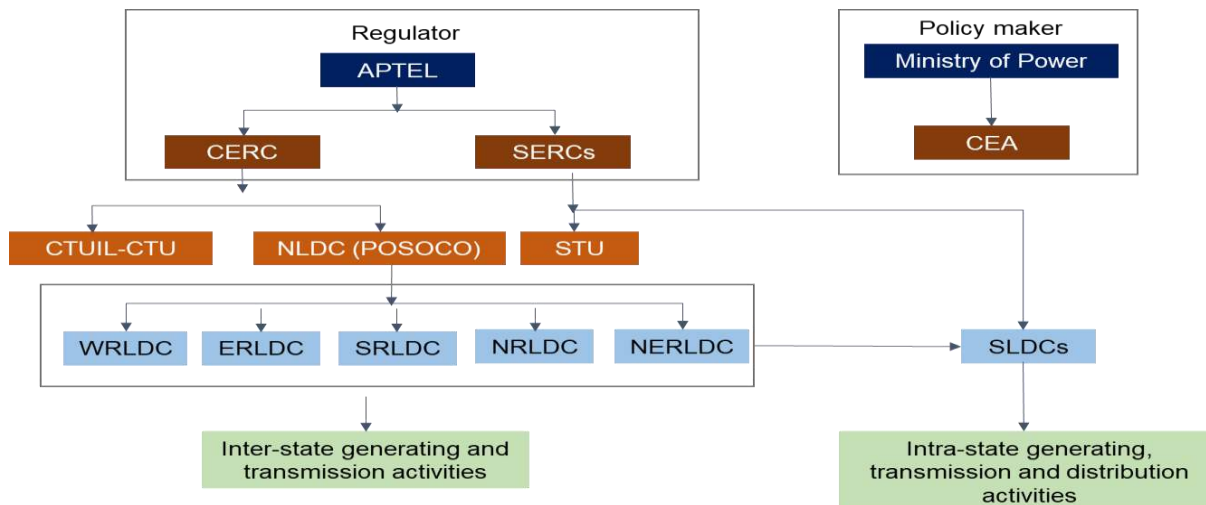 Regulator
APTEL
CERC
SERCs
Policy maker
Ministry of Power
CEA
CTUIL-CTU
NLDC (POSOCO)
STU
WRLDC
ERLDC
SRLDC
NRLDC
NERLDC
SLDCs
Inter-state generating and
transmission activities
Intra-state generating,
transmission and distribution
activities